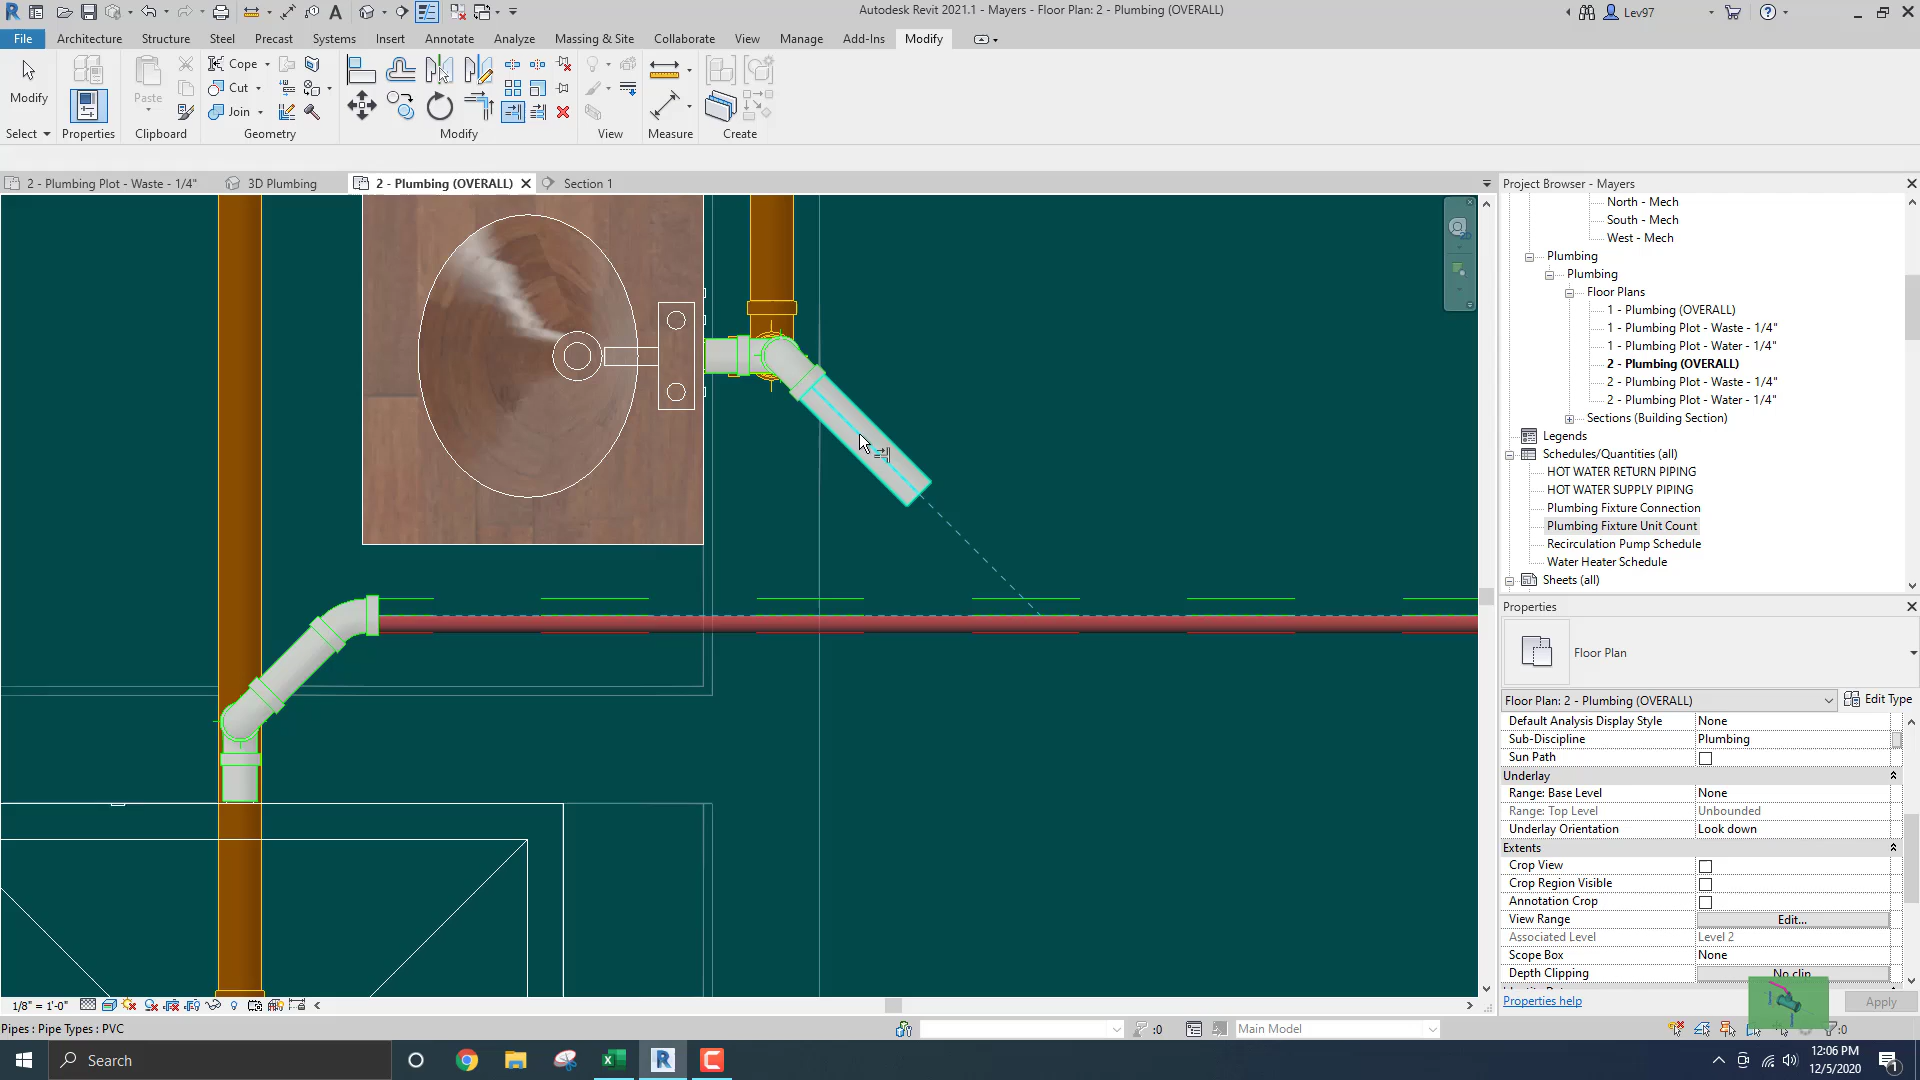 Autodesk Revit 2021.1 - Mayers - Floor Plan: 2 - Plumbing (OVERALL)
Lev97
File Architecture Structure Steel Precast Systems Insert Annotate Analyze Massing & Site Collaborate View Manage Add-Ins Modify
Modify
Paste
Cope
Cut
Join
Select Properties Clipboard Geometry Modify View Measure Create
2 - Plumbing Plot - Waste - 1/4"
3D Plumbing
2 - Plumbing (OVERALL)
Section 1
Project Browser - Mayers
North - Mech
South - Mech
West - Mech
Plumbing
Plumbing
Floor Plans
1 - Plumbing (OVERALL)
1 - Plumbing Plot - Waste - 1/4"
1 - Plumbing Plot - Water - 1/4"
2 - Plumbing (OVERALL)
2 - Plumbing Plot - Waste - 1/4"
2 - Plumbing Plot - Water - 1/4"
Sections (Building Section)
Legends
Schedules/Quantities (all)
HOT WATER RETURN PIPING
HOT WATER SUPPLY PIPING
Plumbing Fixture Connection
Plumbing Fixture Unit Count
Recirculation Pump Schedule
Water Heater Schedule
Sheets (all)
Properties
Floor Plan
Floor Plan: 2 - Plumbing (OVERALL)
Edit Type
Default Analysis Display Style None
Sub-Discipline Plumbing
Sun Path
Underlay
Range: Base Level None
Range: Top Level Unbounded
Underlay Orientation Look down
Extents
Crop View
Crop Region Visible
Annotation Crop
View Range Edit...
Associated Level Level 2
Scope Box None
Depth Clipping No clip
Properties help
Apply
1/8" = 1'-0"
Pipes : Pipe Types : PVC
:0
Main Model
:0
Search
12:06 PM
12/5/2020
1